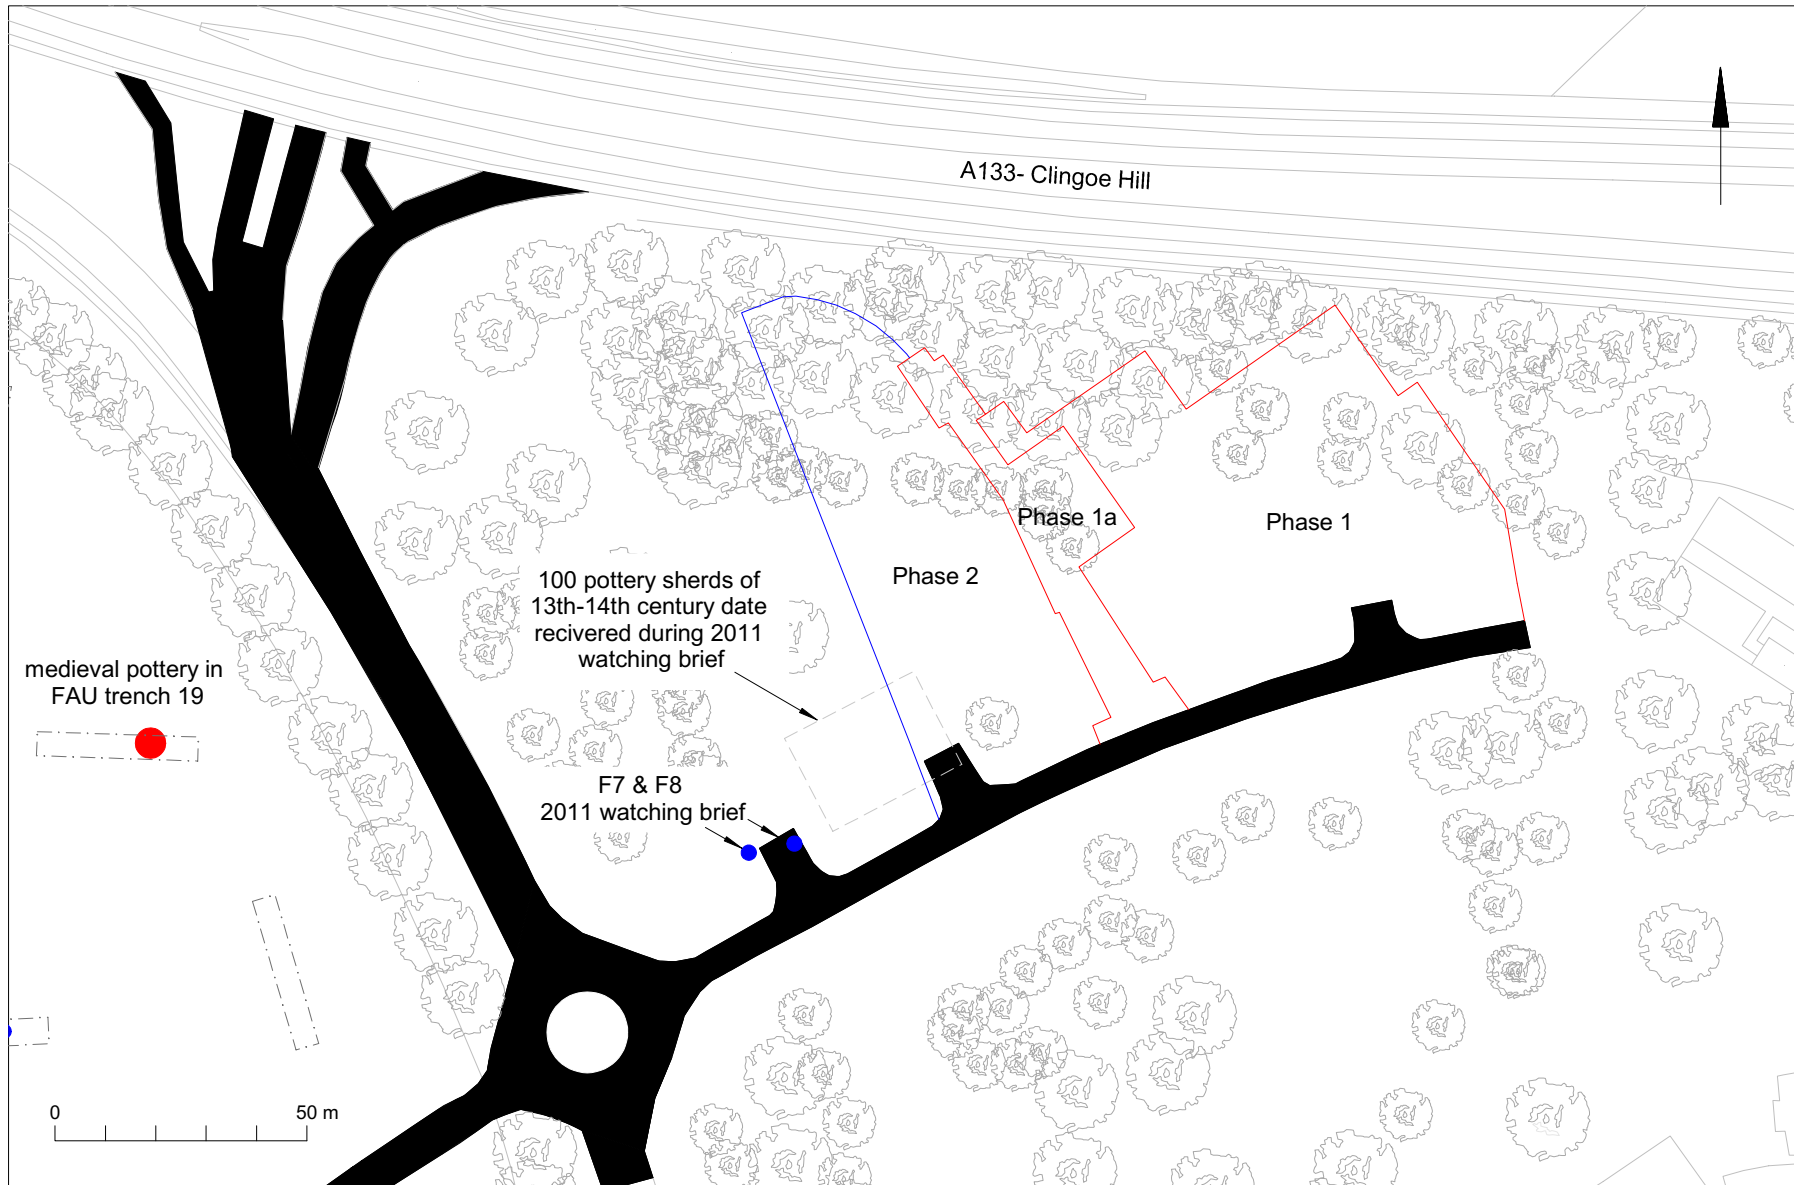 A133- Clingoe Hill
Phase 1a
Phase 1
Phase 2
100 pottery sherds of
13th-14th century date
recivered during 2011
watching brief
medieval pottery in
FAU trench 19
F7 & F8
2011 watching brief
0 50 m